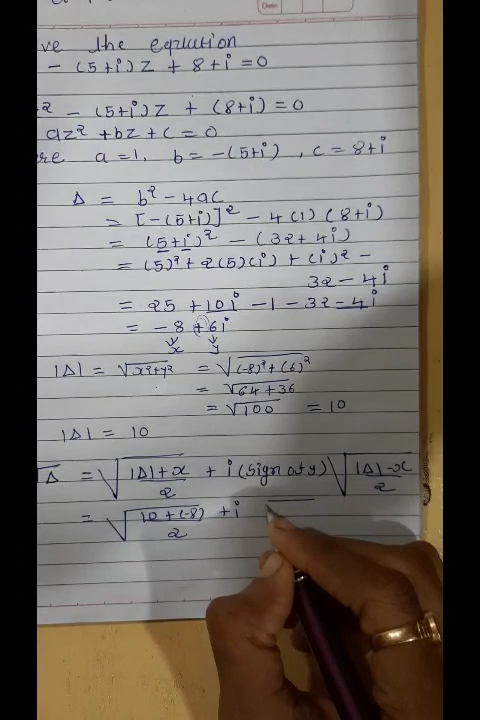 ve the equation
- (5+i)z + 8+i = 0
- (5+i)z + (8+i) = 0
az² + bz + c = 0
re a = 1, b = -(5+i), c = 8+i
Δ = b² - 4ac
= [-(5+i)]² - 4(1)(8+i)
= (5+i)² - (32+4i)
= (5)² + 2(5)(i) + (i)² -
32 - 4i
= 25 + 10i - 1 - 32 - 4i
= -8 + 6i
x y
|Δ| = √x²+y² = √(-8)²+(6)²
= √64+36
= √100 = 10
|Δ| = 10
√Δ = √|Δ|+x/2 + i(sign of y) √|Δ|-x/2
= √10+(-8)/2 + i